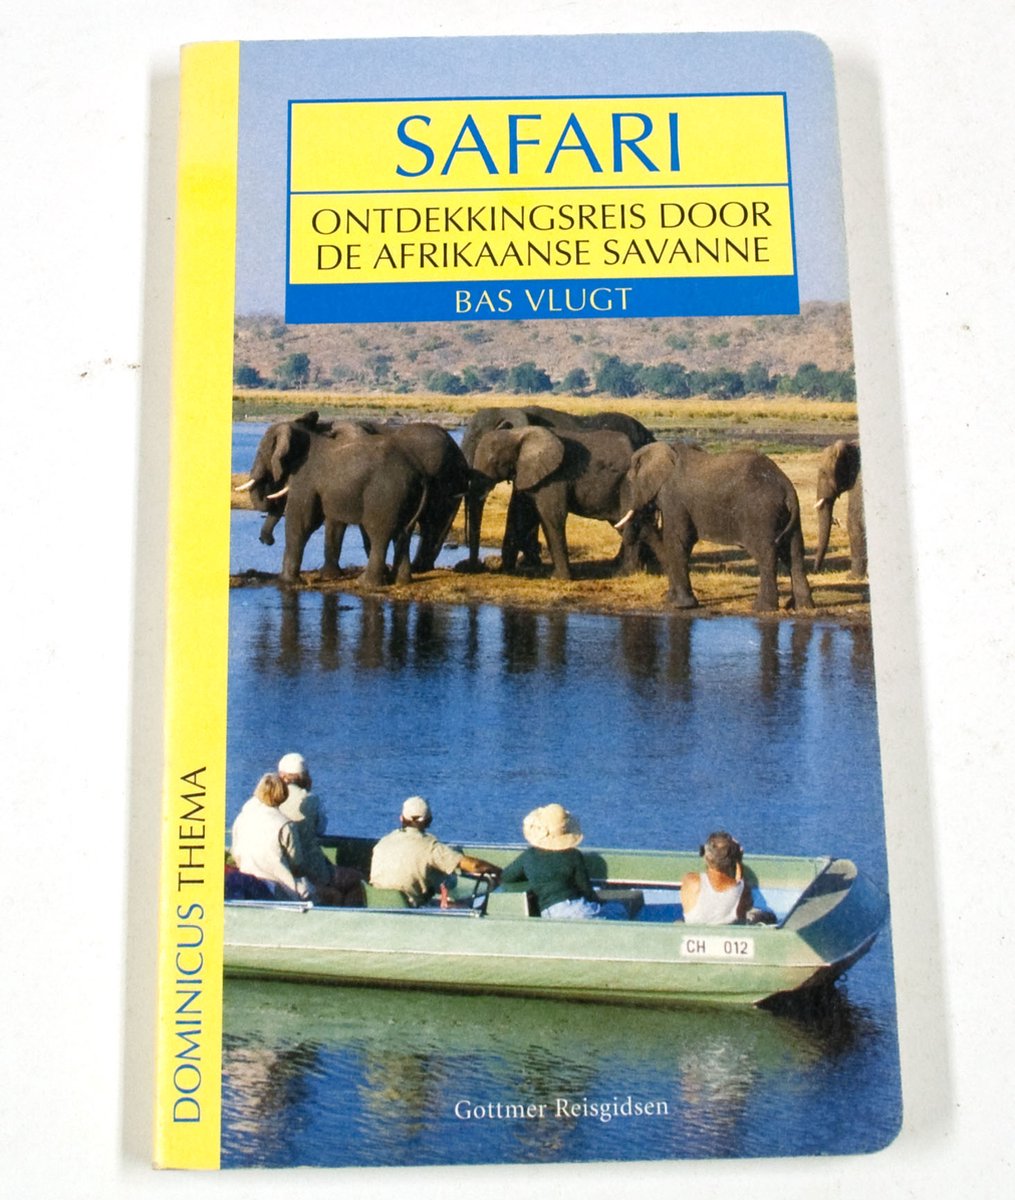 SAFARI
ONTDEKKINGSREIS DOOR
DE AFRIKAANSE SAVANNE
BAS VLUGT
DOMINICUS THEMA
CH 012
Gottmer Reisgidsen